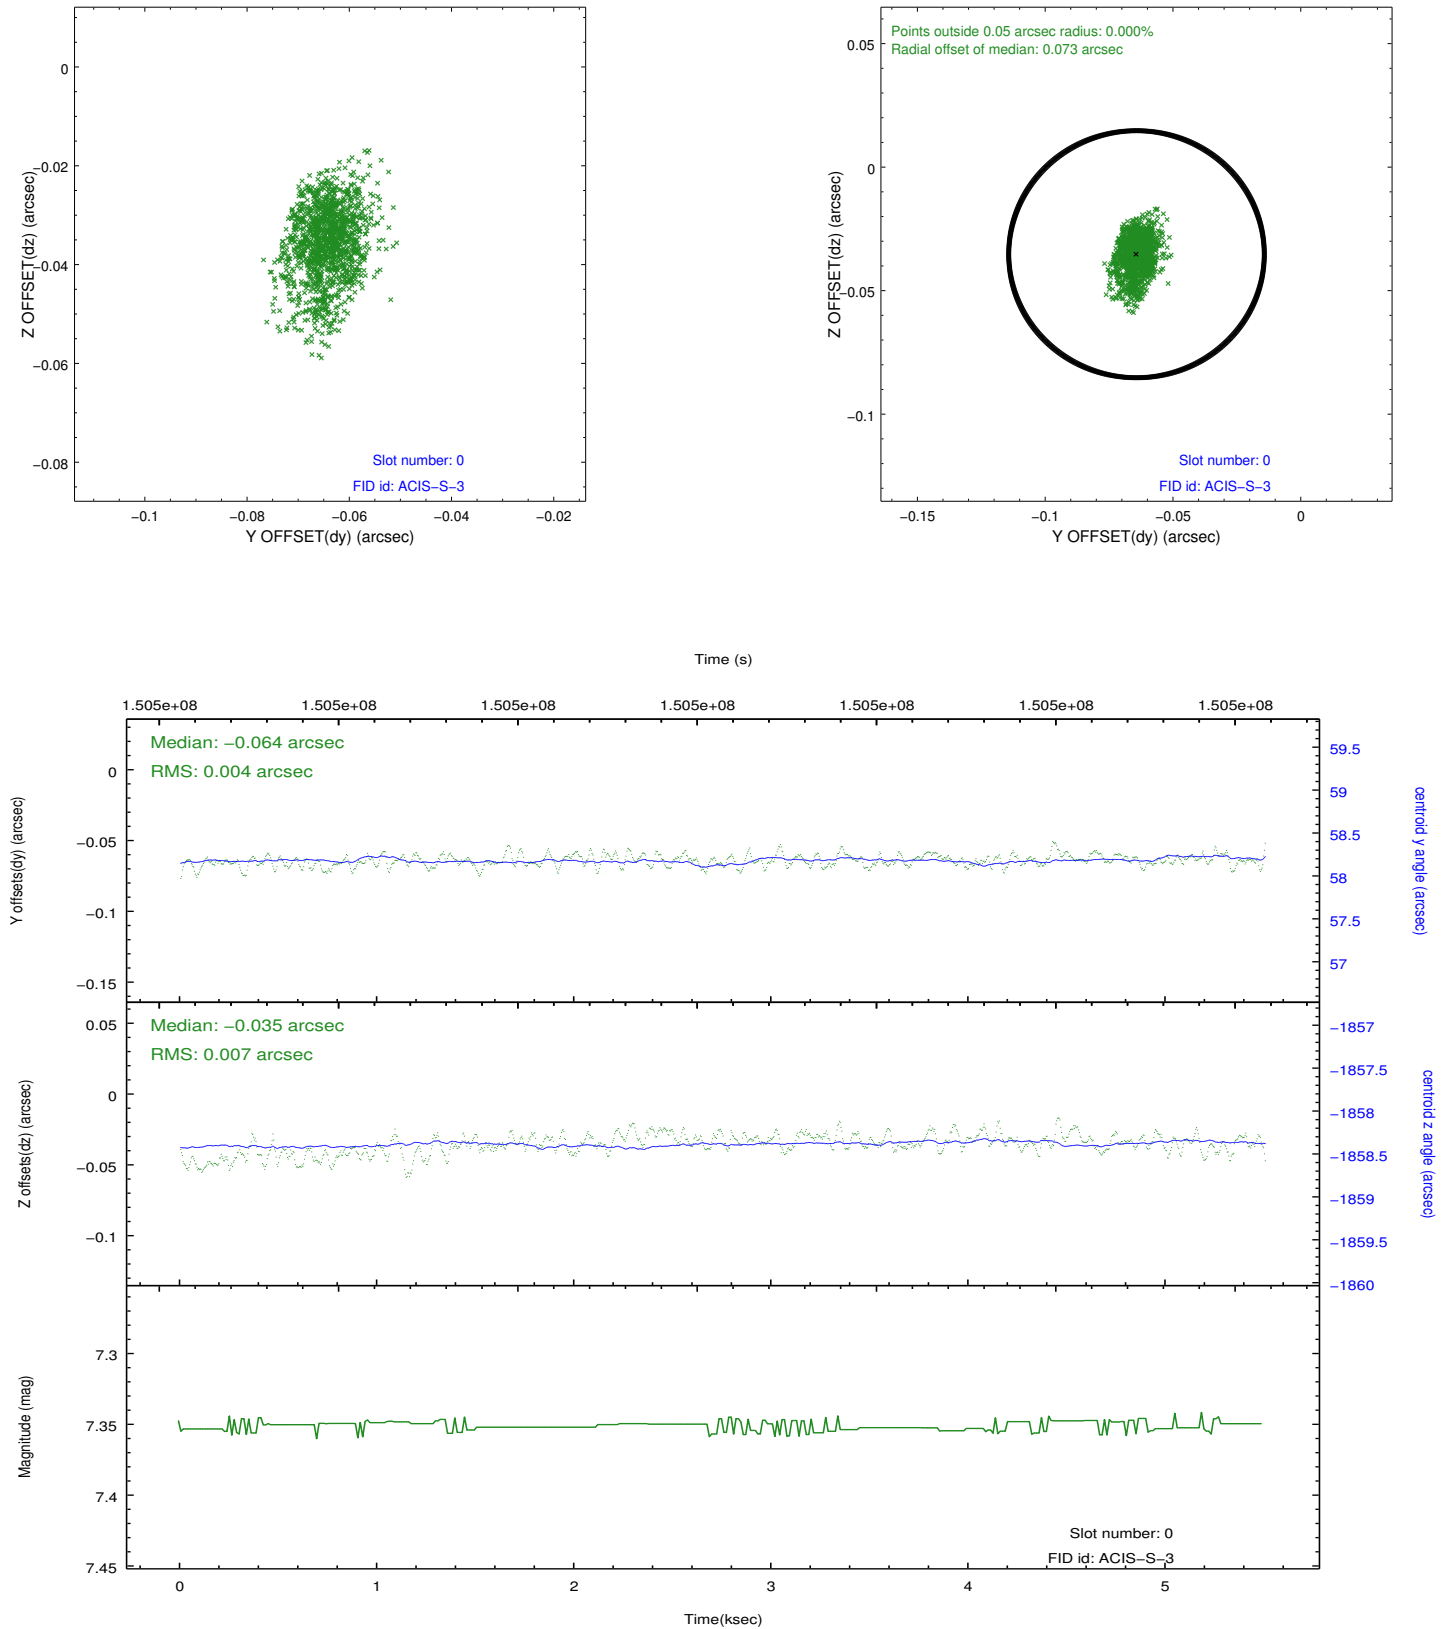 0
−0.02
−0.04
−0.06
−0.08
Z OFFSET(dz) (arcsec)
Slot number: 0
FID id: ACIS−S−3
−0.1
−0.08
−0.06
−0.04
−0.02
Y OFFSET(dy) (arcsec)
Points outside 0.05 arcsec radius: 0.000%
Radial offset of median: 0.073 arcsec
0.05
0
−0.05
−0.1
Z OFFSET(dz) (arcsec)
Slot number: 0
FID id: ACIS−S−3
−0.15
−0.1
−0.05
0
Y OFFSET(dy) (arcsec)
Time (s)
1.505e+08
1.505e+08
1.505e+08
1.505e+08
1.505e+08
1.505e+08
1.505e+08
Median: −0.064 arcsec
RMS: 0.004 arcsec
0
−0.05
−0.1
−0.15
Y offsets(dy) (arcsec)
59.5
59
58.5
58
57.5
57
centroid y angle (arcsec)
Median: −0.035 arcsec
RMS: 0.007 arcsec
0.05
0
−0.05
−0.1
Z offsets(dz) (arcsec)
−1857
−1857.5
−1858
−1858.5
−1859
−1859.5
−1860
centroid z angle (arcsec)
7.3
7.35
7.4
7.45
Magnitude (mag)
Slot number: 0
FID id: ACIS−S−3
0
1
2
3
4
5
Time(ksec)